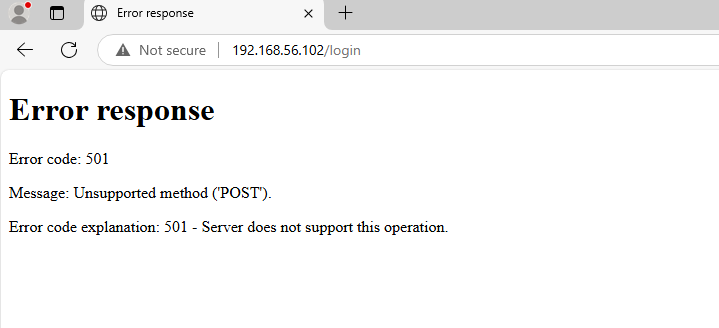 Error response
Not secure
192.168.56.102/login
Error response
Error code: 501
Message: Unsupported method ('POST').
Error code explanation: 501 - Server does not support this operation.